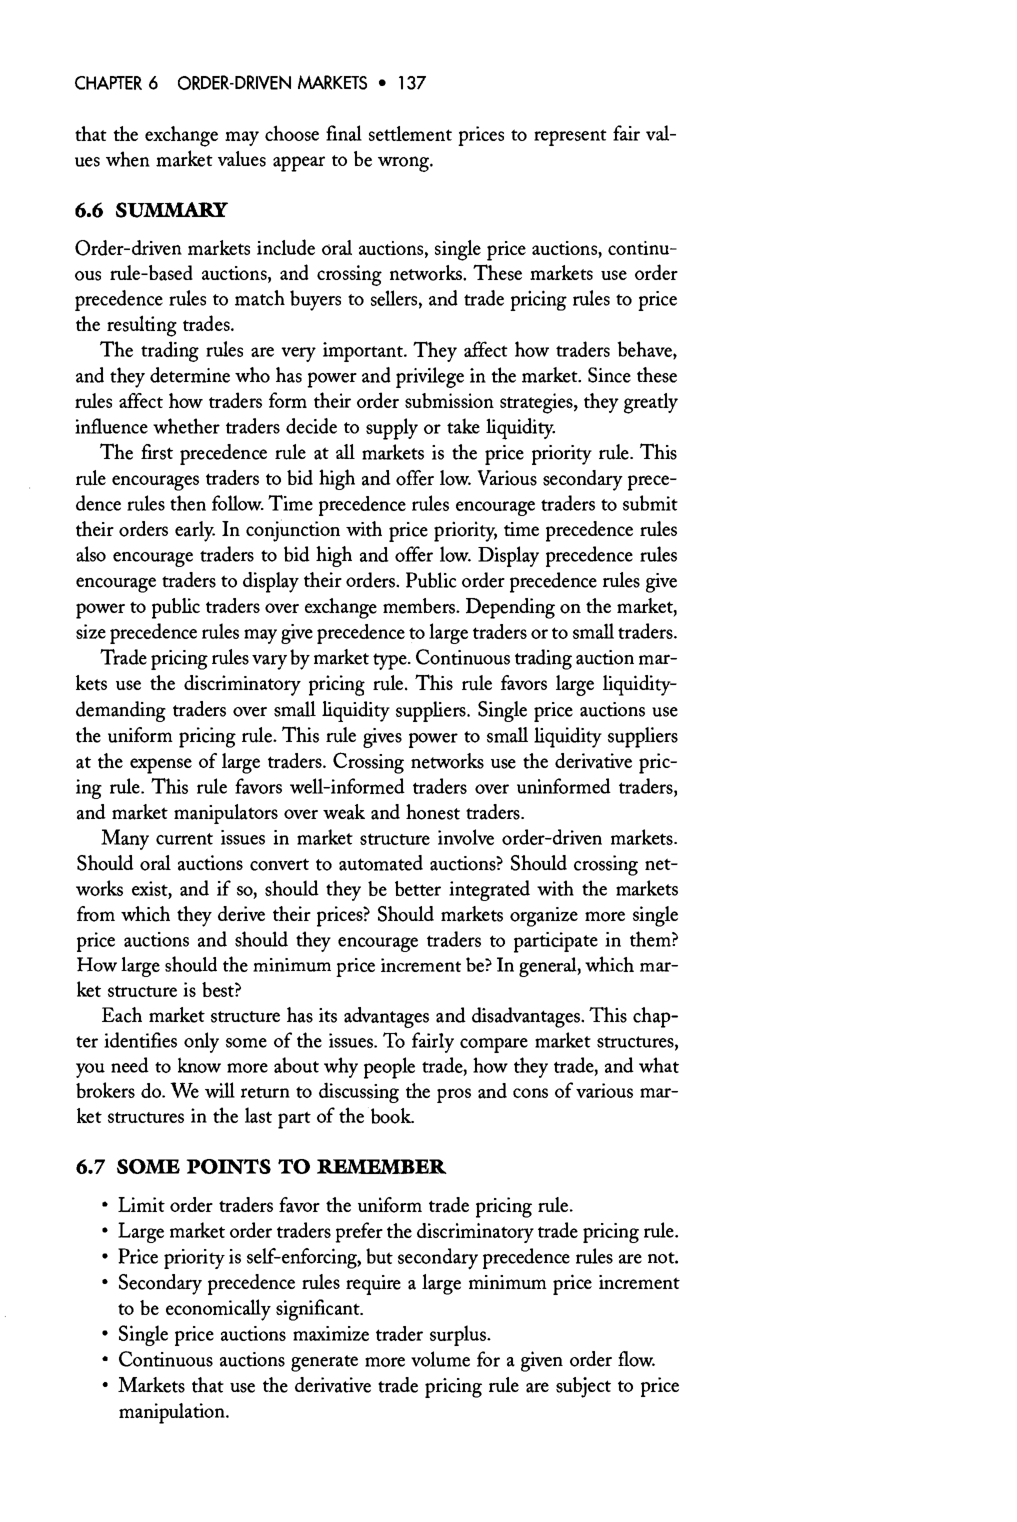 CHAPTER 6 ORDER-DRIVEN MARKETS • 137
that the exchange may choose final settlement prices to represent fair val-
ues when market values appear to be wrong.
6.6 SUMMARY
Order-driven markets include oral auctions, single price auctions, continu-
ous rule-based auctions, and crossing networks. These markets use order
precedence rules to match buyers to sellers, and trade pricing rules to price
the resulting trades.
The trading rules are very important. They affect how traders behave,
and they determine who has power and privilege in the market. Since these
rules affect how traders form their order submission strategies, they greatly
influence whether traders decide to supply or take liquidity.
The first precedence rule at all markets is the price priority rule. This
rule encourages traders to bid high and offer low. Various secondary prece-
dence rules then follow. Time precedence rules encourage traders to submit
their orders early. In conjunction with price priority, time precedence rules
also encourage traders to bid high and offer low. Display precedence rules
encourage traders to display their orders. Public order precedence rules give
power to public traders over exchange members. Depending on the market,
size precedence rules may give precedence to large traders or to small traders.
Trade pricing rules vary by market type. Continuous trading auction mar-
kets use the discriminatory pricing rule. This rule favors large liquidity-
demanding traders over small liquidity suppliers. Single price auctions use
the uniform pricing rule. This rule gives power to small liquidity suppliers
at the expense of large traders. Crossing networks use the derivative pric-
ing rule. This rule favors well-informed traders over uninformed traders,
and market manipulators over weak and honest traders.
Many current issues in market structure involve order-driven markets.
Should oral auctions convert to automated auctions? Should crossing net-
works exist, and if so, should they be better integrated with the markets
from which they derive their prices? Should markets organize more single
price auctions and should they encourage traders to participate in them?
How large should the minimum price increment be? In general, which mar-
ket structure is best?
Each market structure has its advantages and disadvantages. This chap-
ter identifies only some of the issues. To fairly compare market structures,
you need to know more about why people trade, how they trade, and what
brokers do. We will return to discussing the pros and cons of various mar-
ket structures in the last part of the book.
6.7 SOME POINTS TO REMEMBER
• Limit order traders favor the uniform trade pricing rule.
• Large market order traders prefer the discriminatory trade pricing rule.
• Price priority is self-enforcing, but secondary precedence rules are not.
• Secondary precedence rules require a large minimum price increment
to be economically significant.
• Single price auctions maximize trader surplus.
• Continuous auctions generate more volume for a given order flow.
• Markets that use the derivative trade pricing rule are subject to price
manipulation.